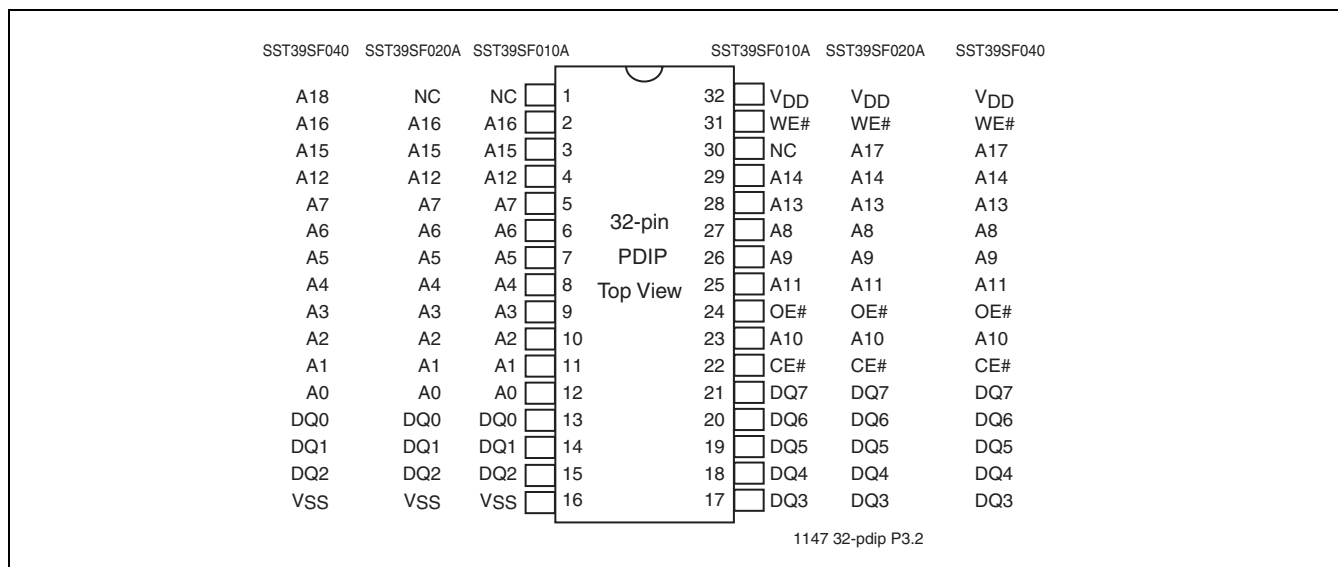 SST39SF040 SST39SF020A SST39SF010A SST39SF010A SST39SF020A SST39SF040
A18 NC NC 1 32 VDD VDD VDD
A16 A16 A16 2 31 WE# WE# WE#
A15 A15 A15 3 30 NC A17 A17
A12 A12 A12 4 29 A14 A14 A14
A7 A7 A7 5 28 A13 A13 A13
A6 A6 A6 6 32-pin 27 A8 A8 A8
A5 A5 A5 7 PDIP 26 A9 A9 A9
A4 A4 A4 8 Top View 25 A11 A11 A11
A3 A3 A3 9 24 OE# OE# OE#
A2 A2 A2 10 23 A10 A10 A10
A1 A1 A1 11 22 CE# CE# CE#
A0 A0 A0 12 21 DQ7 DQ7 DQ7
DQ0 DQ0 DQ0 13 20 DQ6 DQ6 DQ6
DQ1 DQ1 DQ1 14 19 DQ5 DQ5 DQ5
DQ2 DQ2 DQ2 15 18 DQ4 DQ4 DQ4
VSS VSS VSS 16 17 DQ3 DQ3 DQ3
1147 32-pdip P3.2